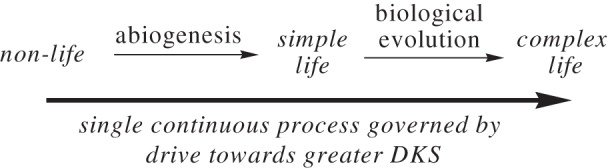 non-life
abiogenesis
simple
life
biological
evolution
complex
life
single continuous process governed by
drive towards greater DKS